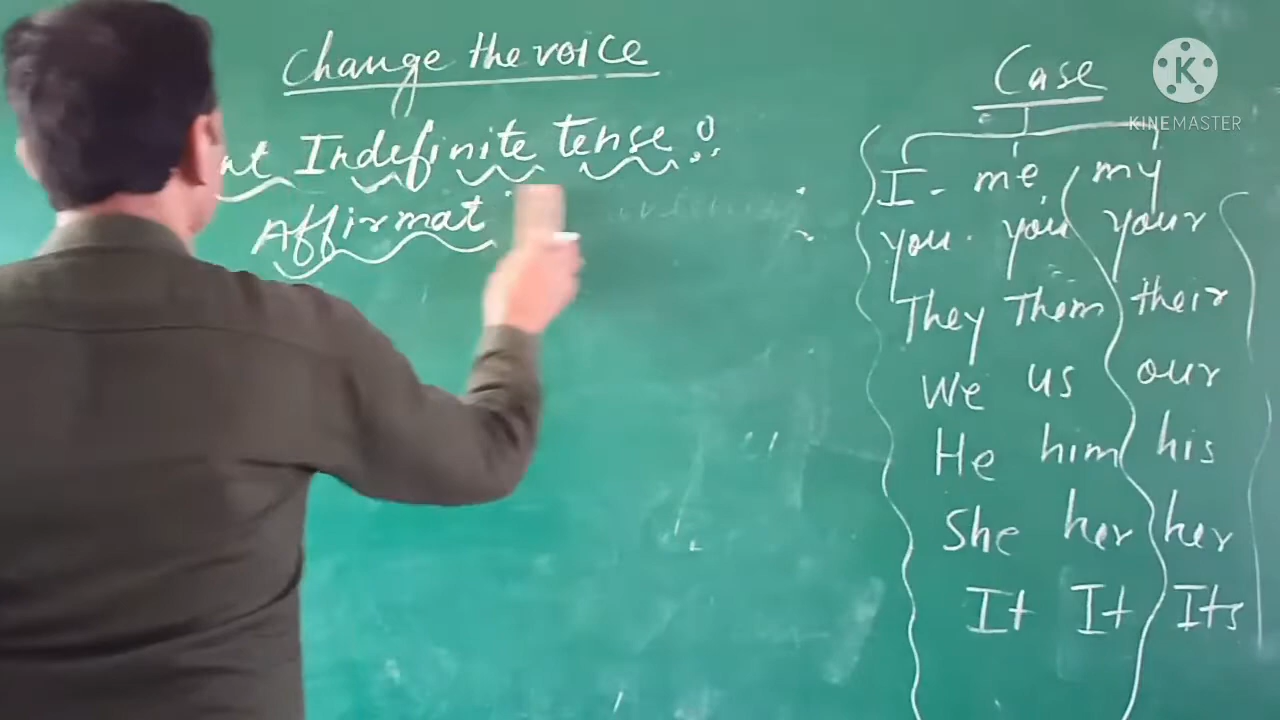 Change the voice
nt Indefinite tense :
Affirmat
Case
I - me my
you . you your
They Them their
We us our
He him his
She her her
It It Its
K
KINEMASTER